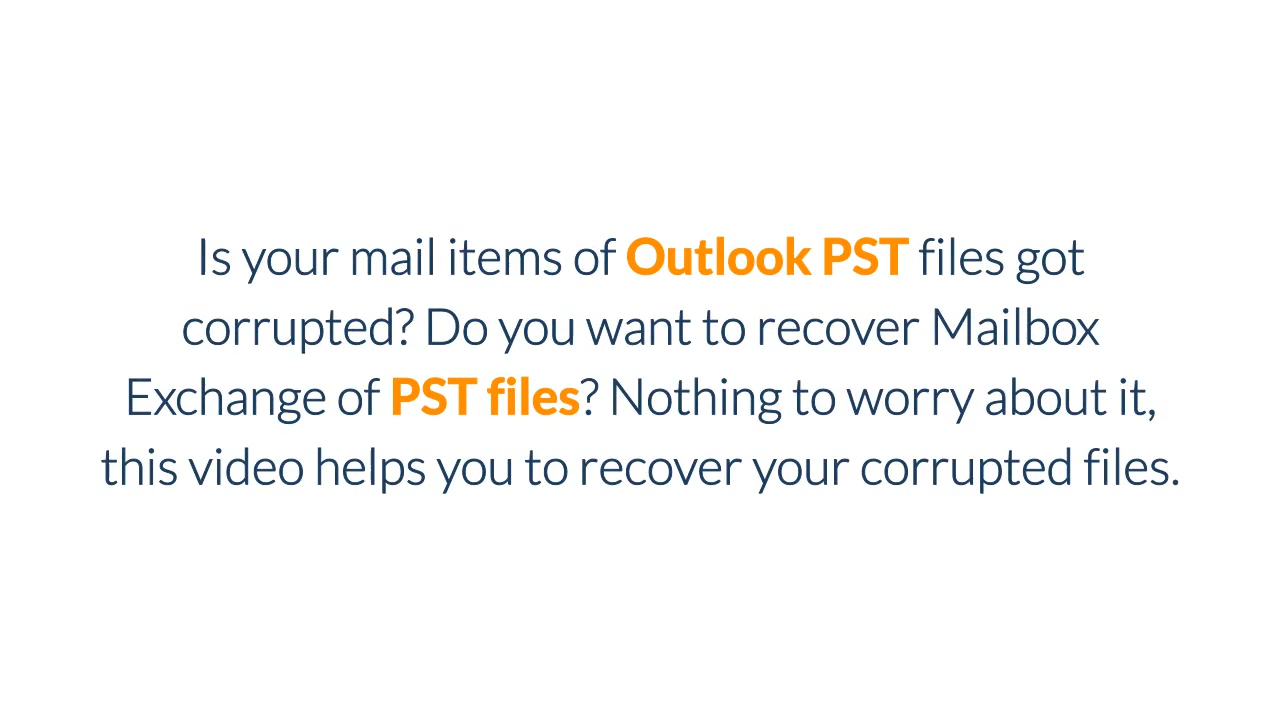 Is your mail items of Outlook PST files got
corrupted? Do you want to recover Mailbox
Exchange of PST files? Nothing to worry about it,
this video helps you to recover your corrupted files.